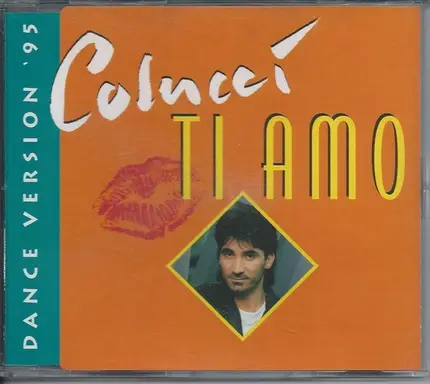 DANCE VERSION '95
Colucci
TI AMO